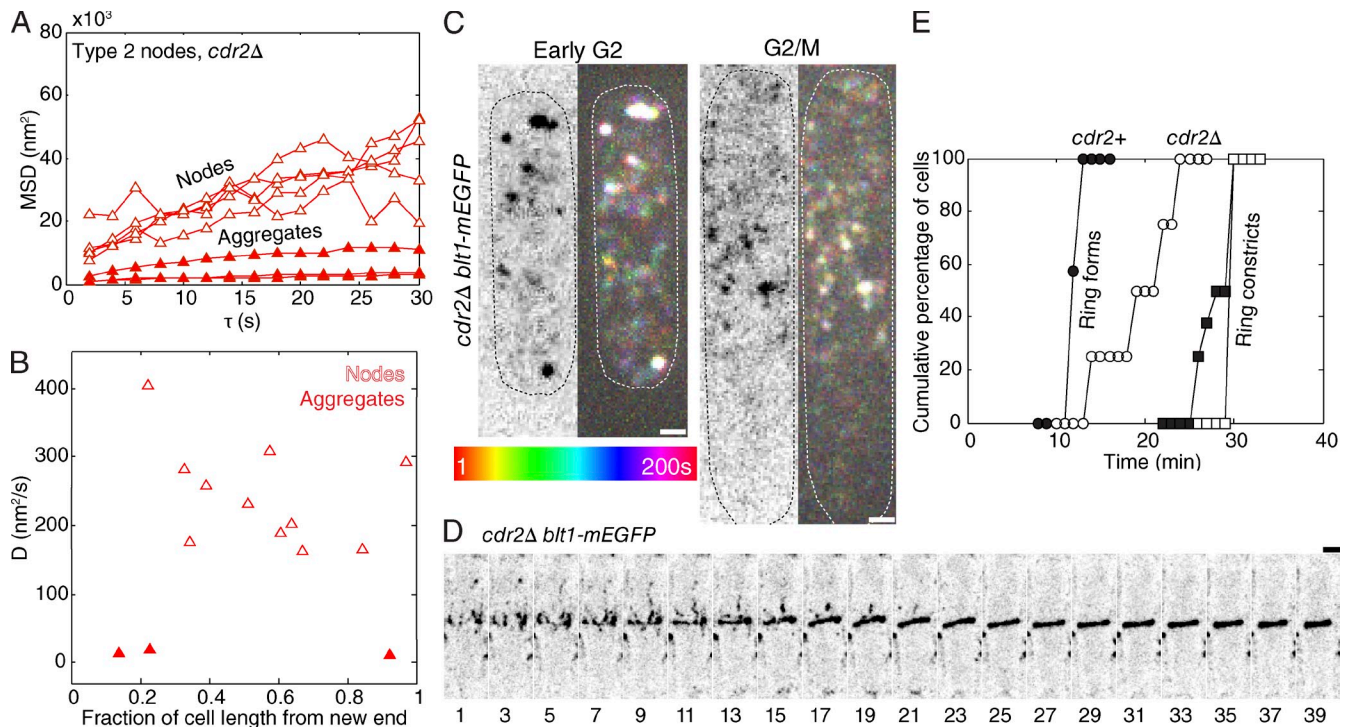 A
x10³
80
60
40
20
0
MSD (nm²)
Type 2 nodes, cdr2Δ
Nodes
Aggregates
0 5 10 15 20 25 30
τ (s)
B
400
300
200
100
0
D (nm²/s)
Nodes
Aggregates
0 0.2 0.4 0.6 0.8 1
Fraction of cell length from new end
C
Early G2
G2/M
cdr2Δ blt1-mEGFP
1 200s
D
cdr2Δ blt1-mEGFP
1 3 5 7 9 11 13 15 17 19 21 23 25 27 29 31 33 35 37 39
E
cdr2+ cdr2Δ
100
80
60
40
20
0
Cumulative percentage of cells
Ring forms
Ring constricts
0 10 20 30 40
Time (min)